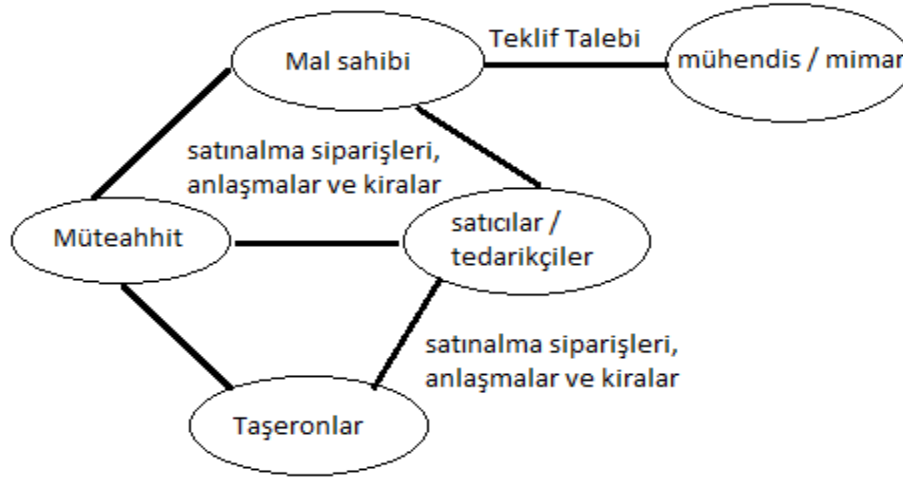 Teklif Talebi
Mal sahibi
mühendis / mimar
satınalma siparişleri,
anlaşmalar ve kiralar
Müteahhit
satıcılar /
tedarikçiler
satınalma siparişleri,
anlaşmalar ve kiralar
Taşeronlar